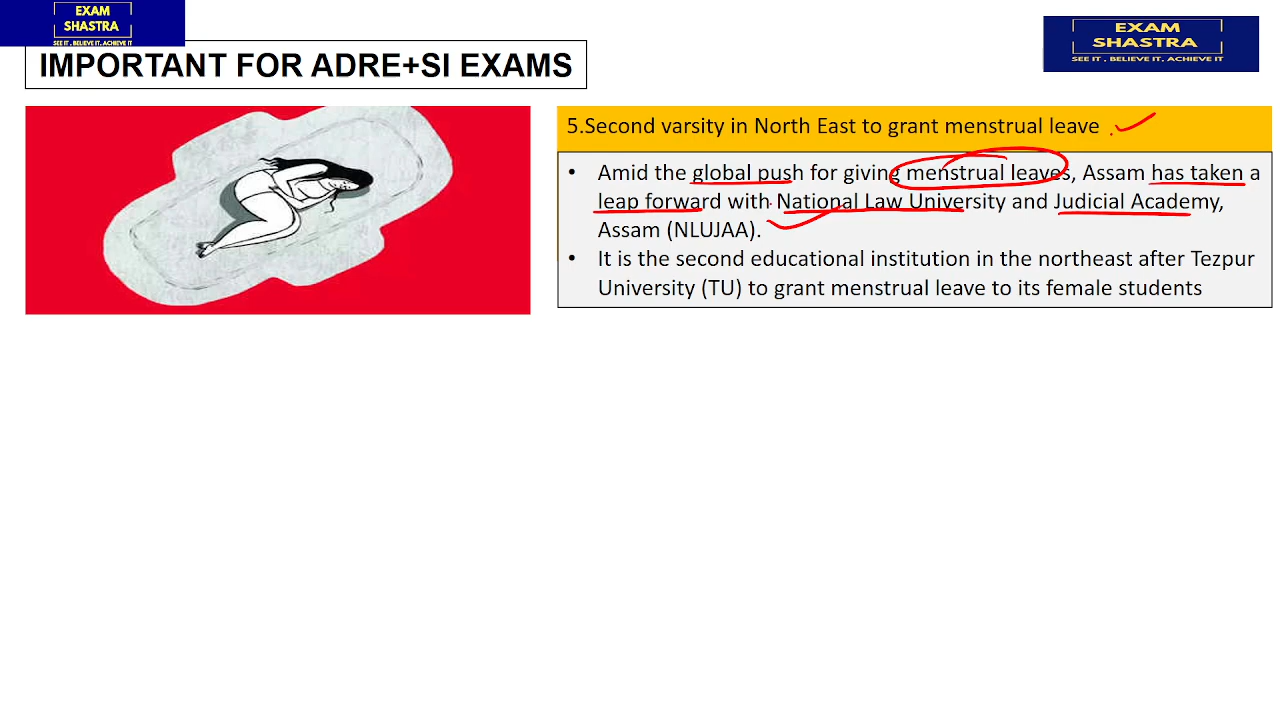 EXAM
SHASTRA
SEE IT , BELIEVE IT, ACHIEVE IT
EXAM
SHASTRA
SEE IT , BELIEVE IT, ACHIEVE IT
IMPORTANT FOR ADRE+SI EXAMS
5.Second varsity in North East to grant menstrual leave
• Amid the global push for giving menstrual leaves, Assam has taken a
leap forward with National Law University and Judicial Academy,
Assam (NLUJAA).
• It is the second educational institution in the northeast after Tezpur
University (TU) to grant menstrual leave to its female students